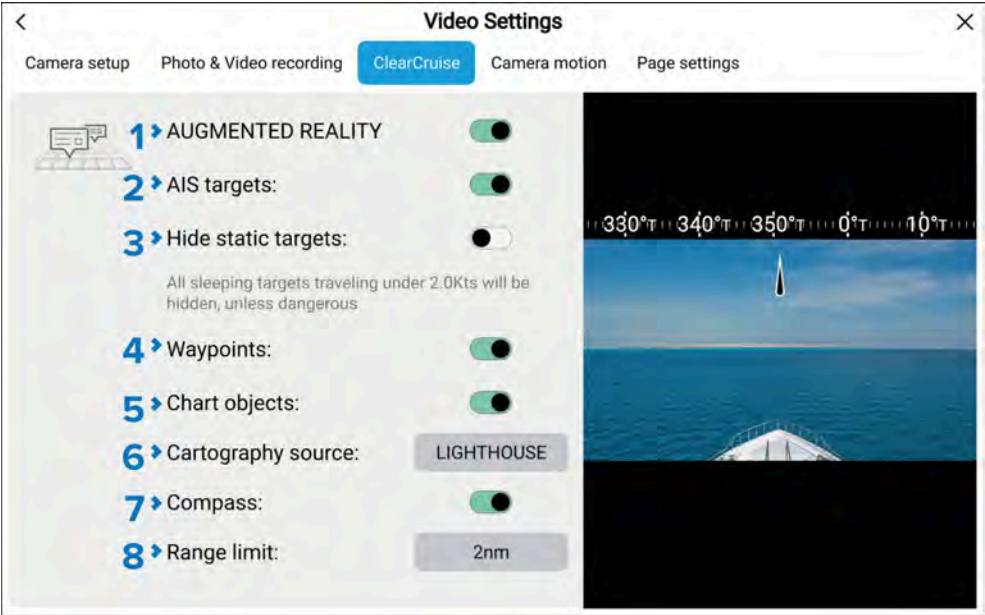 Video Settings
Camera setup Photo & Video recording ClearCruise Camera motion Page settings
1 AUGMENTED REALITY
2 AIS targets:
3 Hide static targets:
All sleeping targets traveling under 2.0Kts will be
hidden, unless dangerous
4 Waypoints:
5 Chart objects:
6 Cartography source: LIGHTHOUSE
7 Compass:
8 Range limit: 2nm
330°T 340°T 350°T 0°T 10°T